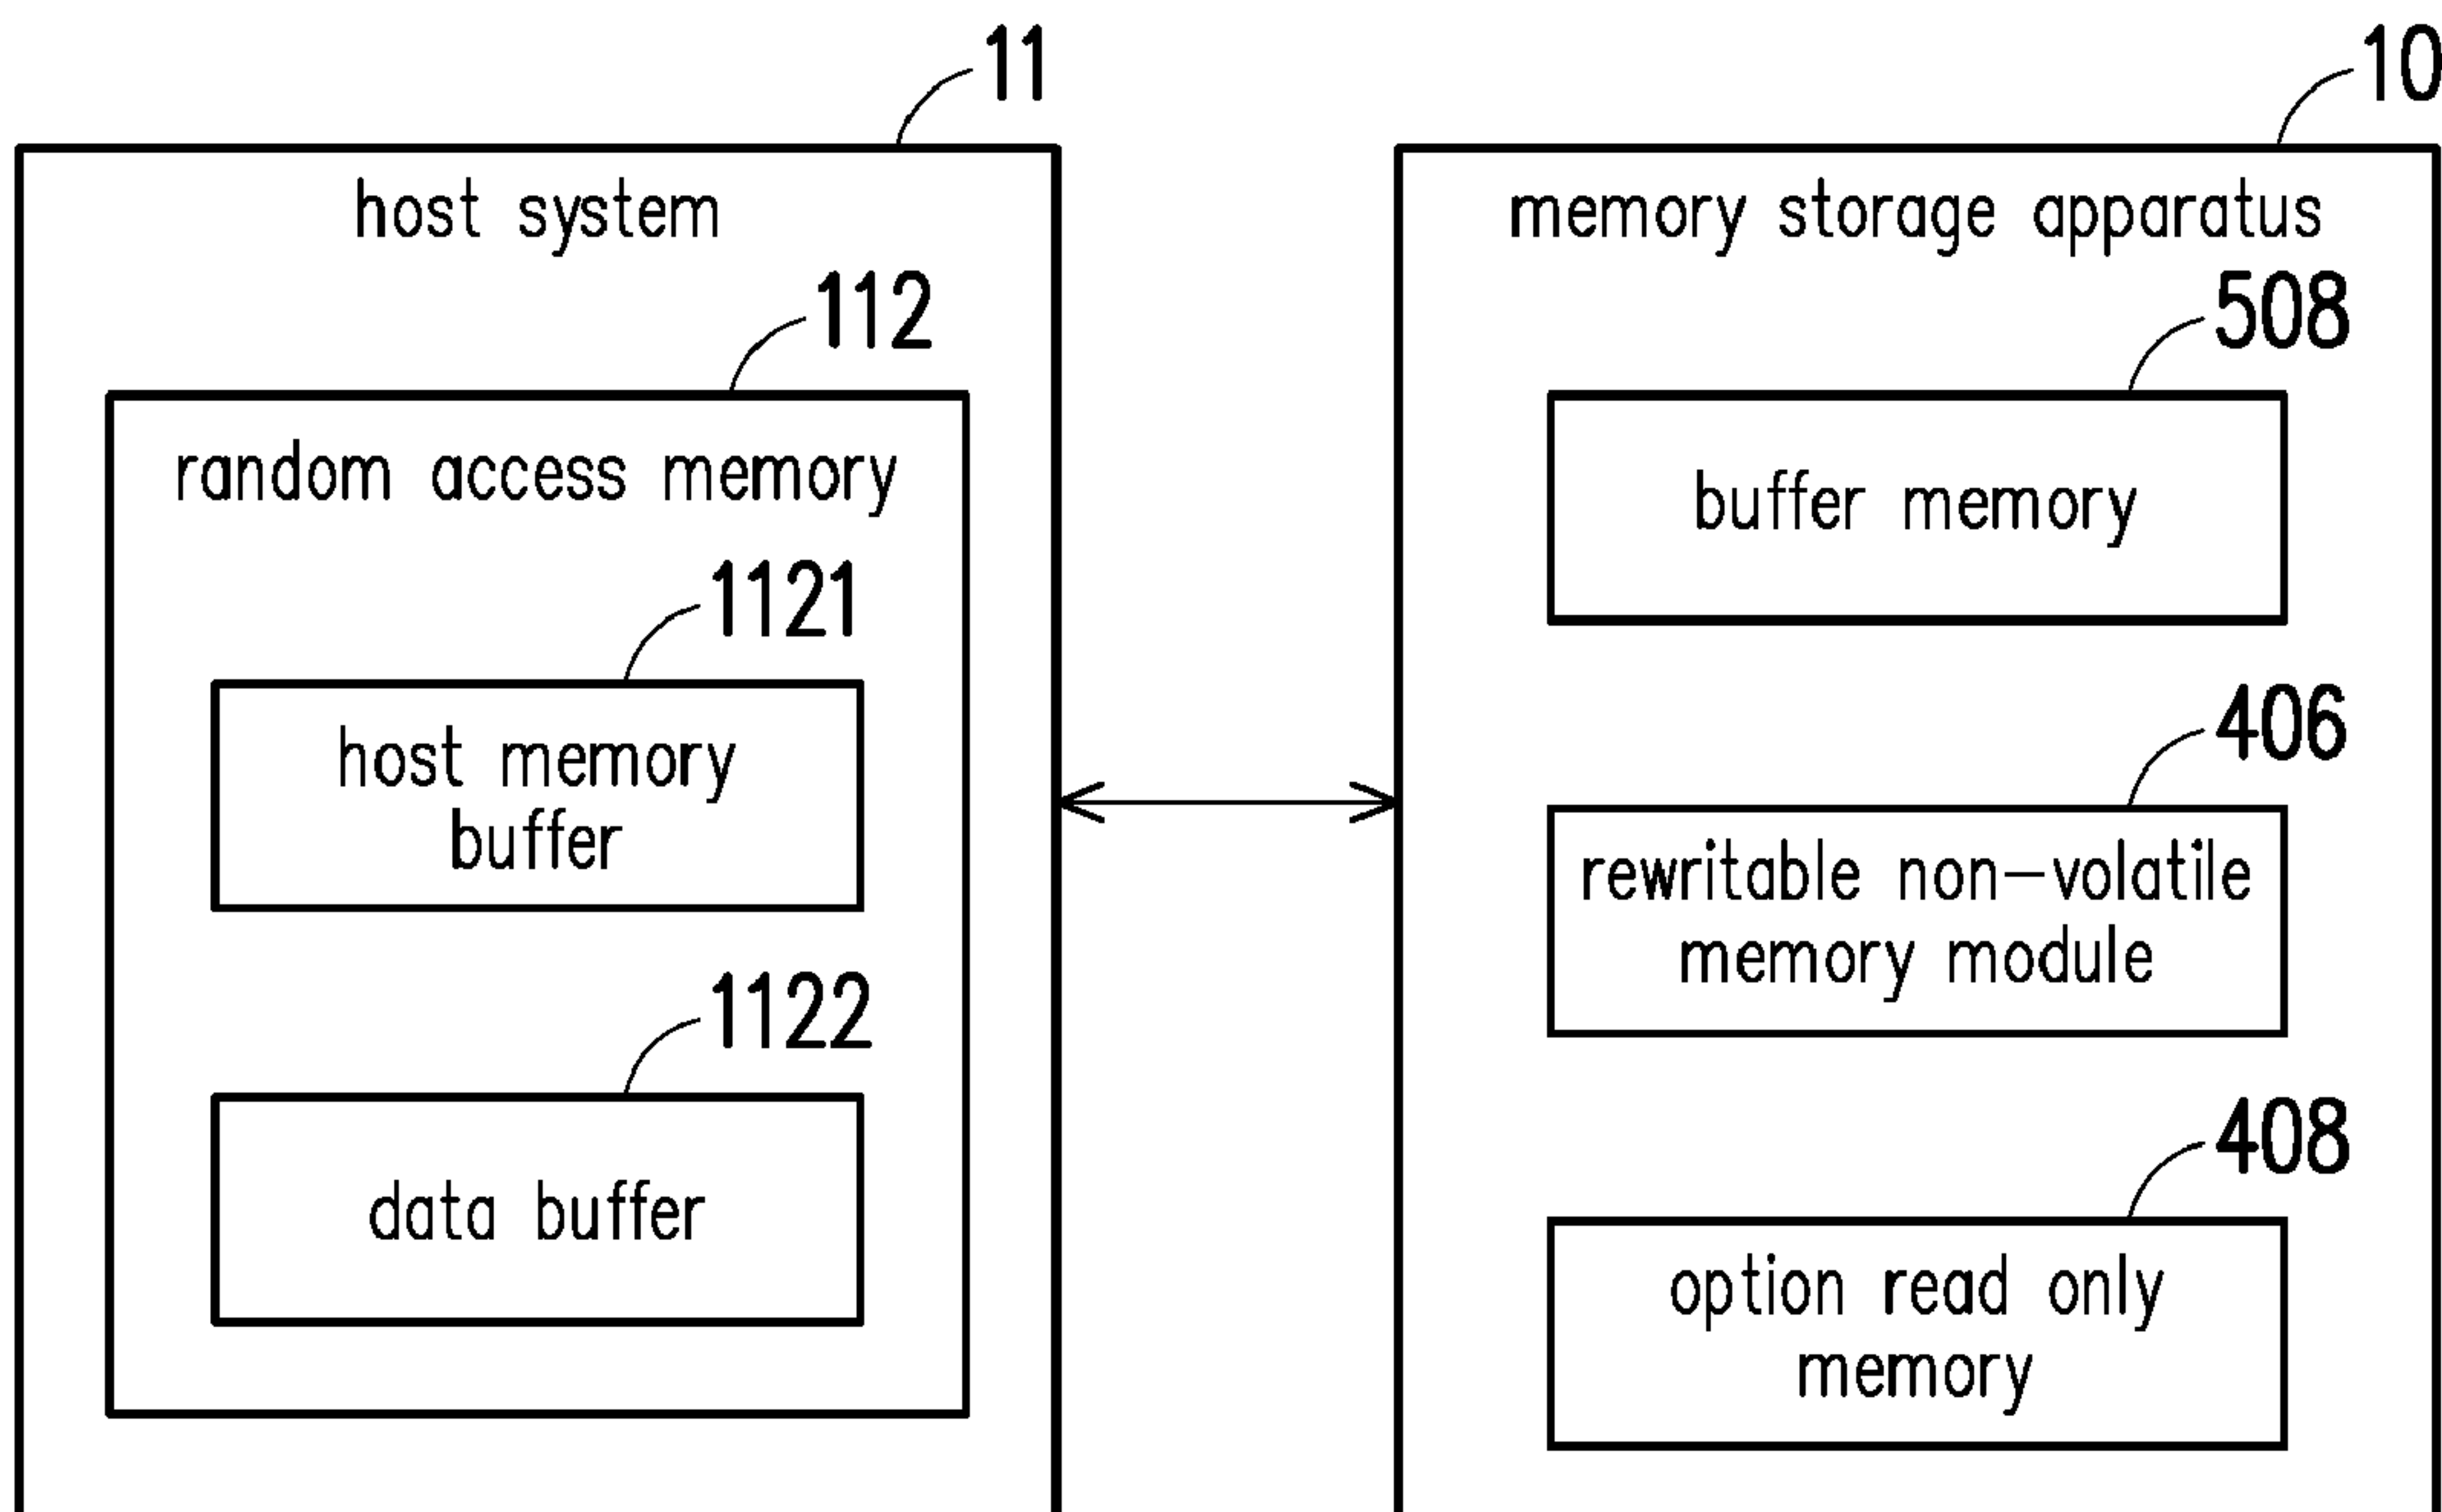 11
host system
112
random access memory
1121
host memory
buffer
1122
data buffer
10
memory storage apparatus
508
buffer memory
406
rewritable non-volatile
memory module
408
option read only
memory